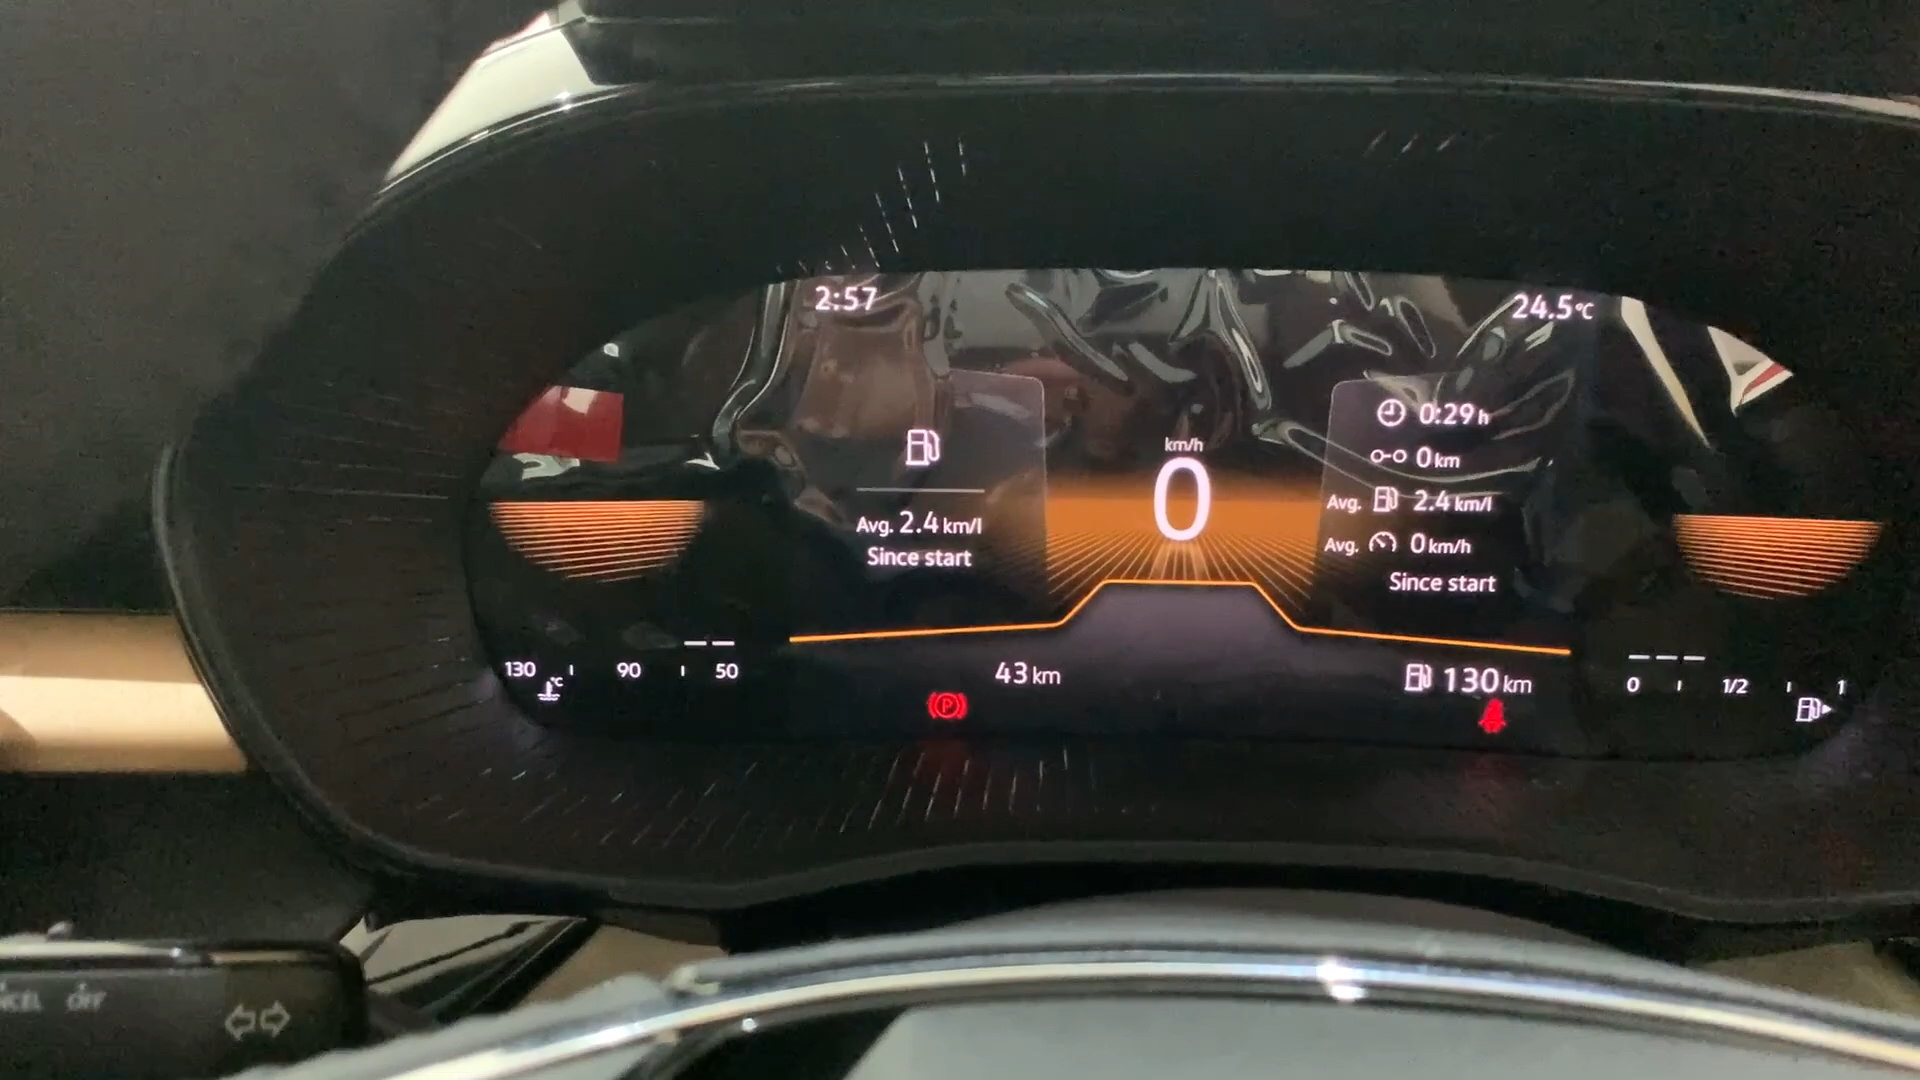 2:57
24.5°C
0:29 h
0 km
Avg. 2.4 km/l
Avg. 0 km/h
Since start
km/h
0
Avg. 2.4 km/l
Since start
130 90 50
°C
43 km
P
130 km
0 1/2 1
OFF